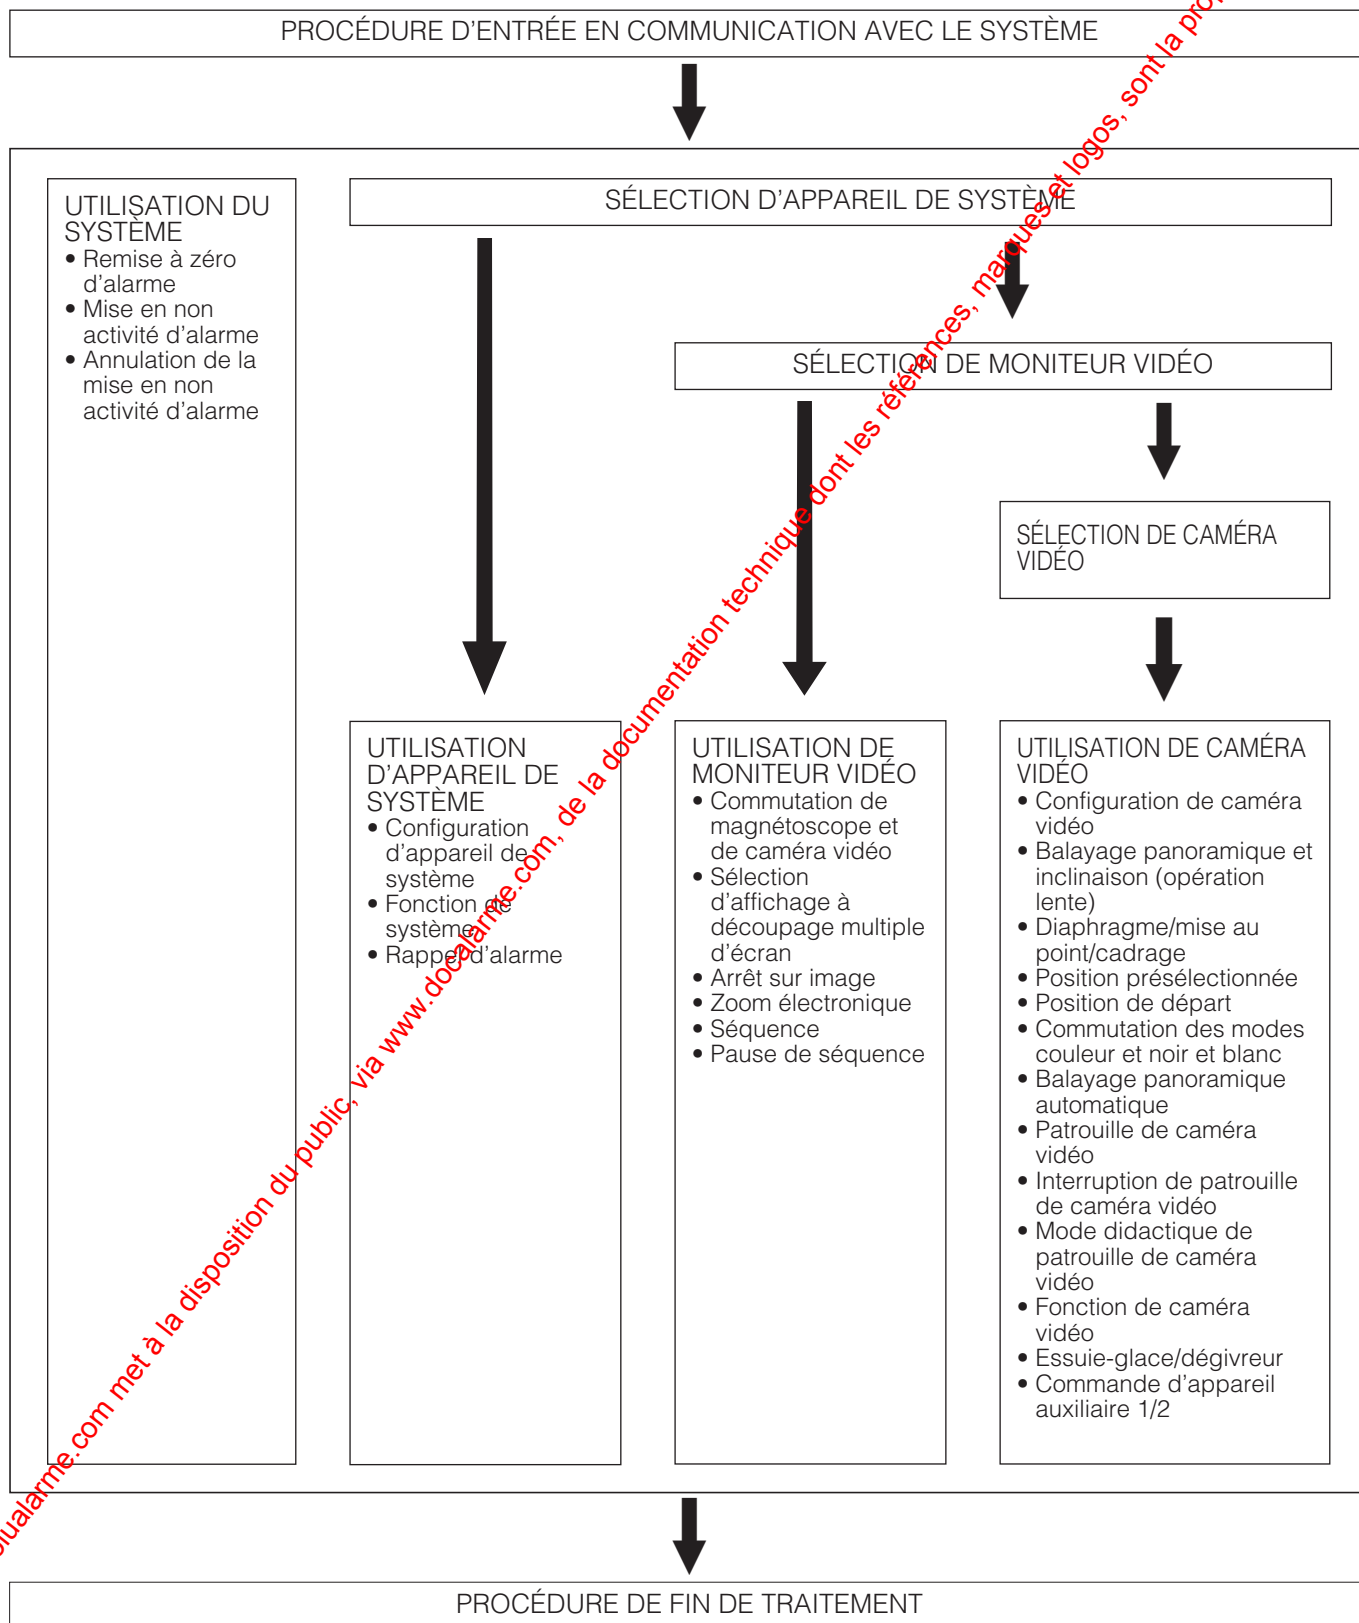 PROCÉDURE D’ENTRÉE EN COMMUNICATION AVEC LE SYSTÈME
UTILISATION DU
SYSTÈME
• Remise à zéro
d’alarme
• Mise en non
activité d’alarme
• Annulation de la
mise en non
activité d’alarme
SÉLECTION D’APPAREIL DE SYSTÈME
SÉLECTION DE MONITEUR VIDÉO
SÉLECTION DE CAMÉRA
VIDÉO
UTILISATION
D’APPAREIL DE
SYSTÈME
• Configuration
d’appareil de
système
• Fonction de
système
• Rappel d’alarme
UTILISATION DE
MONITEUR VIDÉO
• Commutation de
magnétoscope et
de caméra vidéo
• Sélection
d’affichage à
découpage multiple
d’écran
• Arrêt sur image
• Zoom électronique
• Séquence
• Pause de séquence
UTILISATION DE CAMÉRA
VIDÉO
• Configuration de caméra
vidéo
• Balayage panoramique et
inclinaison (opération
lente)
• Diaphragme/mise au
point/cadrage
• Position présélectionnée
• Position de départ
• Commutation des modes
couleur et noir et blanc
• Balayage panoramique
automatique
• Patrouille de caméra
vidéo
• Interruption de patrouille
de caméra vidéo
• Mode didactique de
patrouille de caméra
vidéo
• Fonction de caméra
vidéo
• Essuie-glace/dégivreur
• Commande d’appareil
auxiliaire 1/2
PROCÉDURE DE FIN DE TRAITEMENT
met à la disposition du public, via www.docalarme.com, de la documentation technique dont les références, marques et logos, sont la